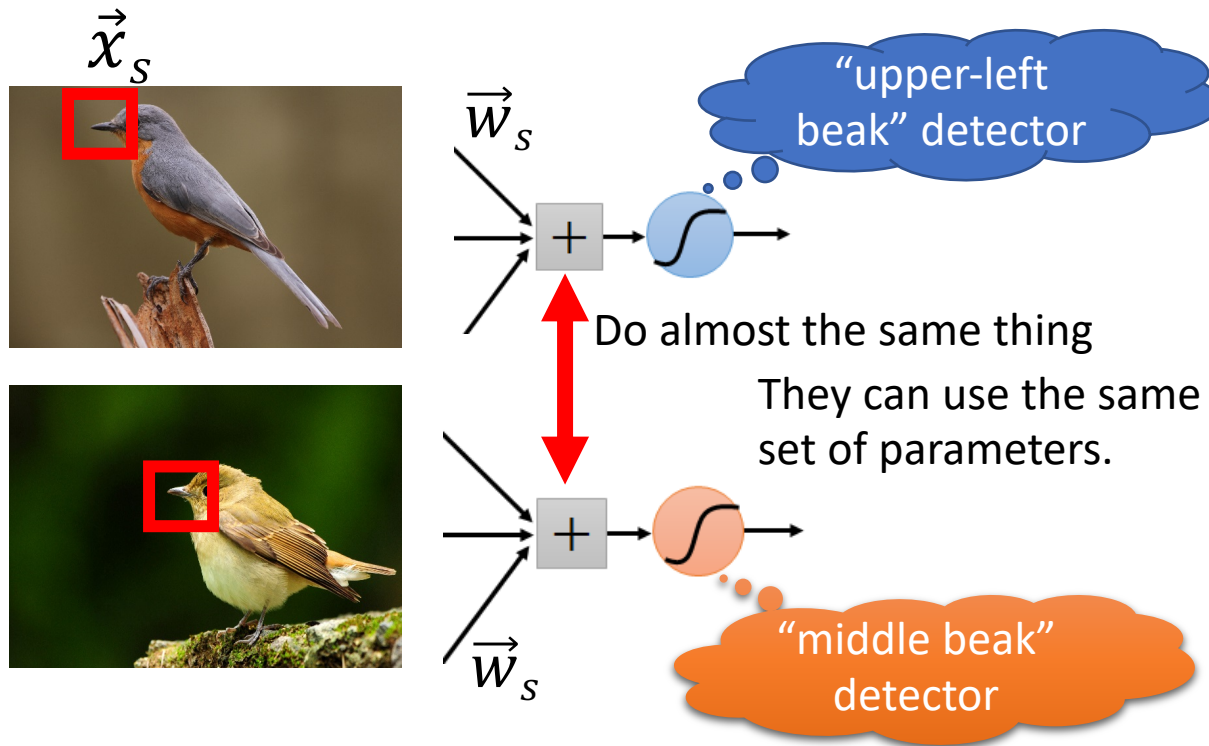 x⃗ₛ
w⃗ₛ
“upper-left
beak” detector
+
Do almost the same thing
They can use the same
set of parameters.
+
w⃗ₛ
“middle beak”
detector